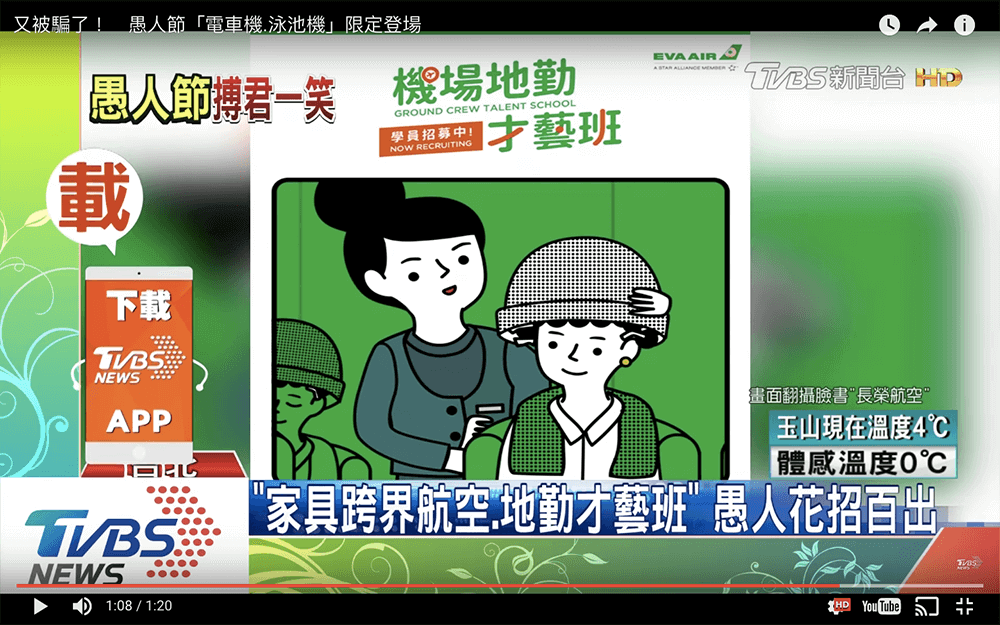 又被騙了！ 愚人節「電車機.泳池機」限定登場
愚人節搏君一笑
機場地勤
GROUND CREW TALENT SCHOOL
學員招募中!
NOW RECRUITING
才藝班
EVA AIR
A STAR ALLIANCE MEMBER
TVBS新聞台 HD
載
下載
TVBS
NEWS
APP
畫面翻攝臉書"長榮航空"
玉山現在溫度4℃
體感溫度0℃
"家具跨界航空.地勤才藝班" 愚人花招百出
TVBS
NEWS
TVBS
1:08 / 1:20
HD
YouTube